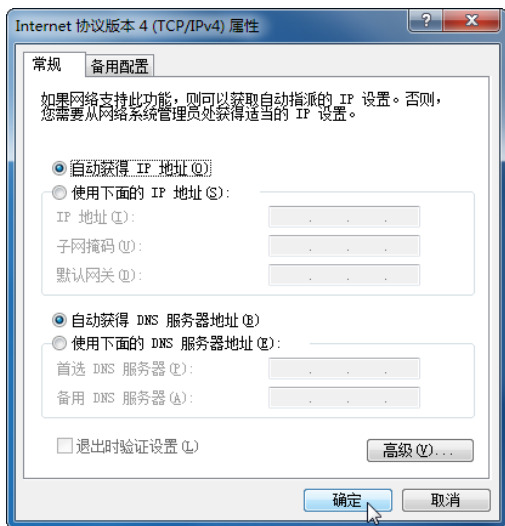 Internet 协议版本 4 (TCP/IPv4) 属性
常规 备用配置
如果网络支持此功能，则可以获取自动指派的 IP 设置。否则，
您需要从网络系统管理员处获得适当的 IP 设置。
自动获得 IP 地址(O)
使用下面的 IP 地址(S):
IP 地址(I):
子网掩码(U):
默认网关(D):
自动获得 DNS 服务器地址(B)
使用下面的 DNS 服务器地址(E):
首选 DNS 服务器(P):
备用 DNS 服务器(A):
退出时验证设置(L)
高级(V)...
确定 取消